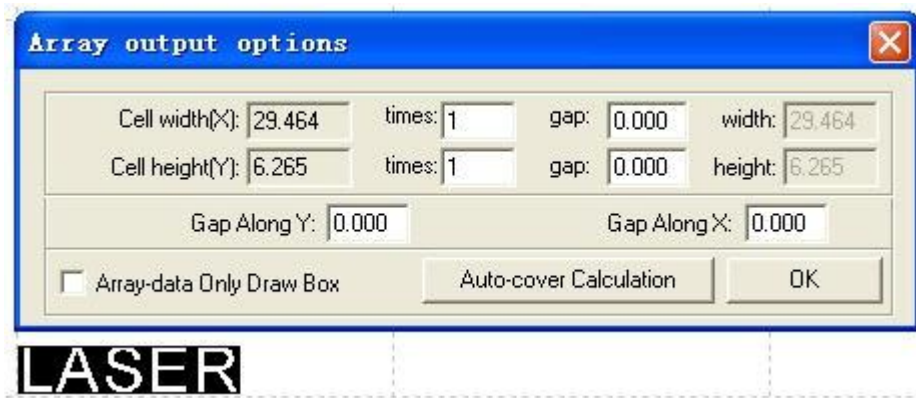 Array output options
Cell width(X): 29.464 times: 1 gap: 0.000 width: 29.464
Cell height(Y): 6.265 times: 1 gap: 0.000 height: 6.265
Gap Along Y: 0.000 Gap Along X: 0.000
Array-data Only Draw Box Auto-cover Calculation OK
LASER